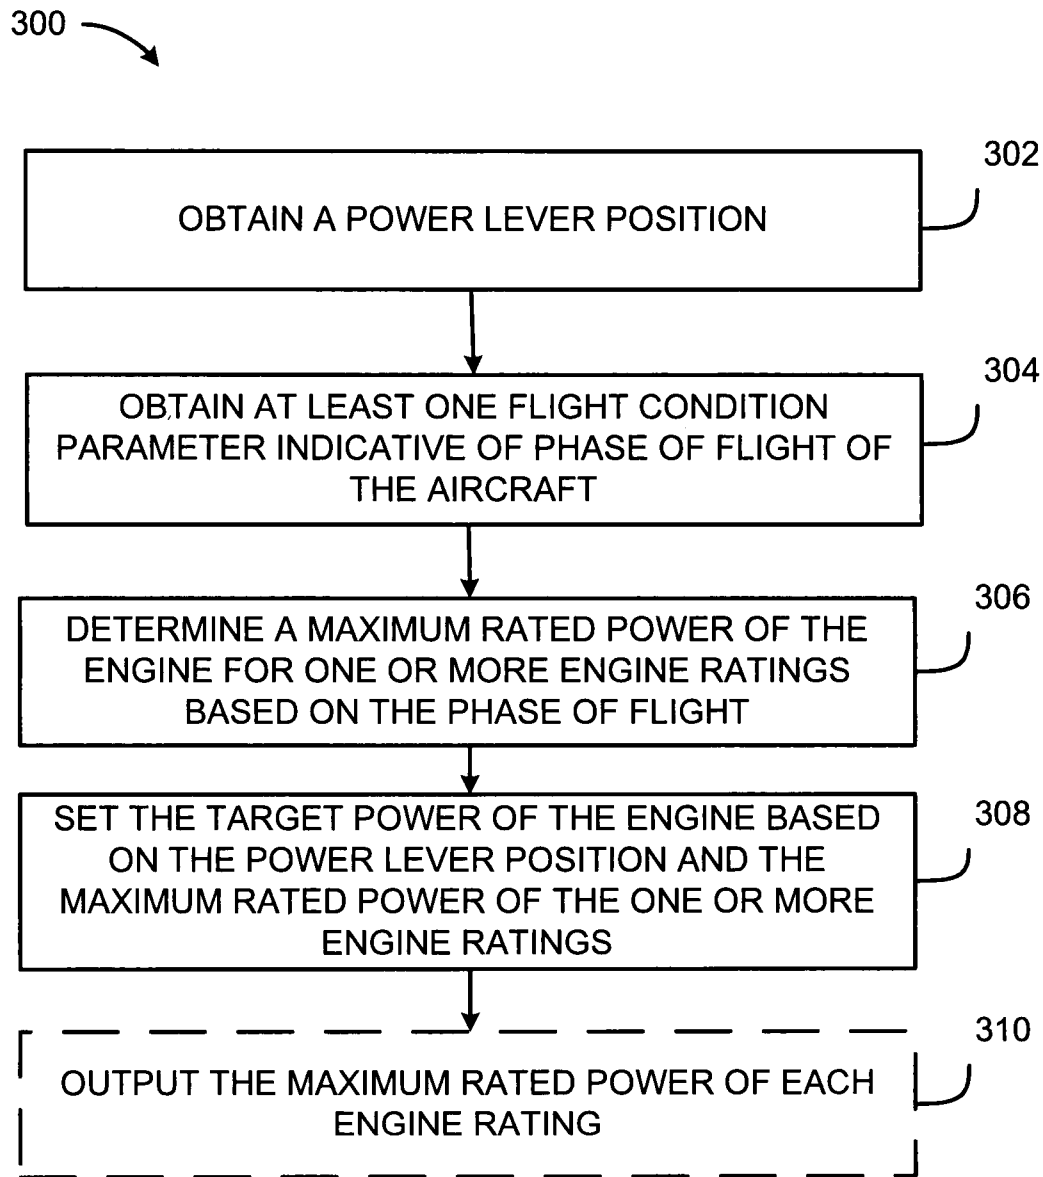 300
302
OBTAIN A POWER LEVER POSITION
304
OBTAIN AT LEAST ONE FLIGHT CONDITION
PARAMETER INDICATIVE OF PHASE OF FLIGHT OF
THE AIRCRAFT
306
DETERMINE A MAXIMUM RATED POWER OF THE
ENGINE FOR ONE OR MORE ENGINE RATINGS
BASED ON THE PHASE OF FLIGHT
308
SET THE TARGET POWER OF THE ENGINE BASED
ON THE POWER LEVER POSITION AND THE
MAXIMUM RATED POWER OF THE ONE OR MORE
ENGINE RATINGS
310
OUTPUT THE MAXIMUM RATED POWER OF EACH
ENGINE RATING